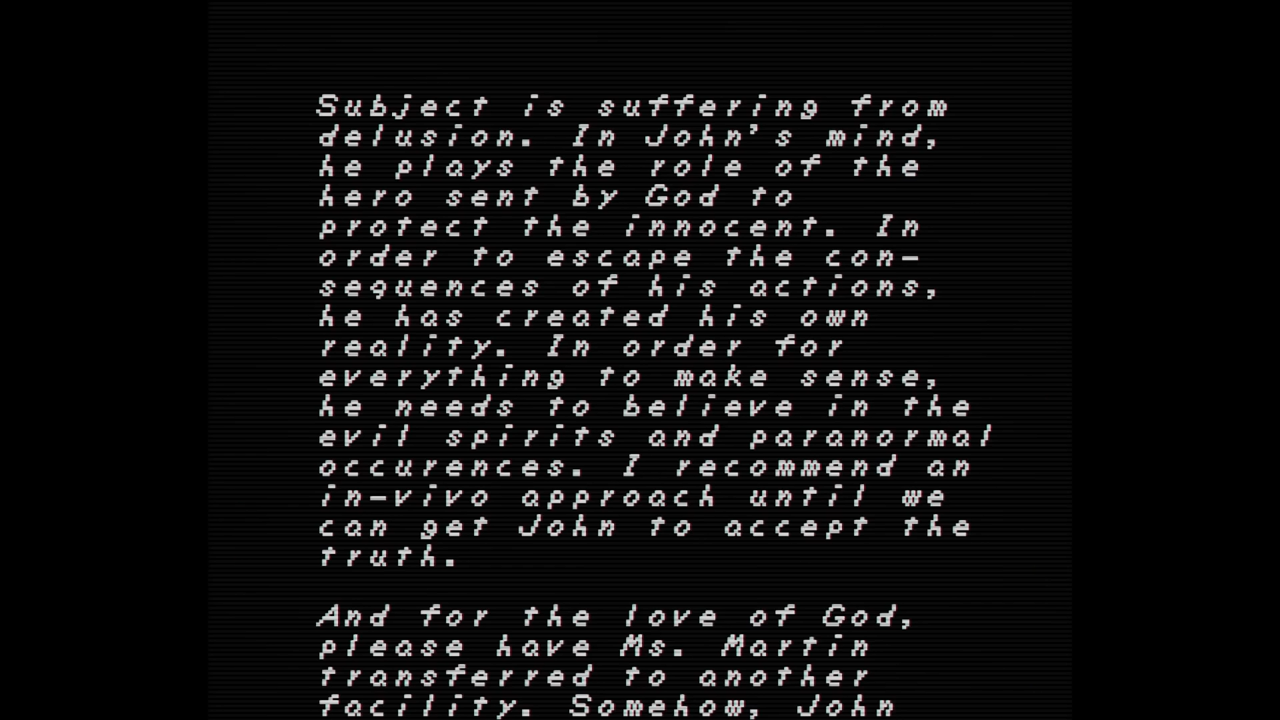 Subject is suffering from
delusion. In John's mind,
he plays the role of the
hero sent by God to
protect the innocent. In
order to escape the con-
sequences of his actions,
he has created his own
reality. In order for
everything to make sense,
he needs to believe in the
evil spirits and paranormal
occurences. I recommend an
in-vivo approach until we
can get John to accept the
truth.
And for the love of God,
please have Ms. Martin
transferred to another
facility. Somehow, John